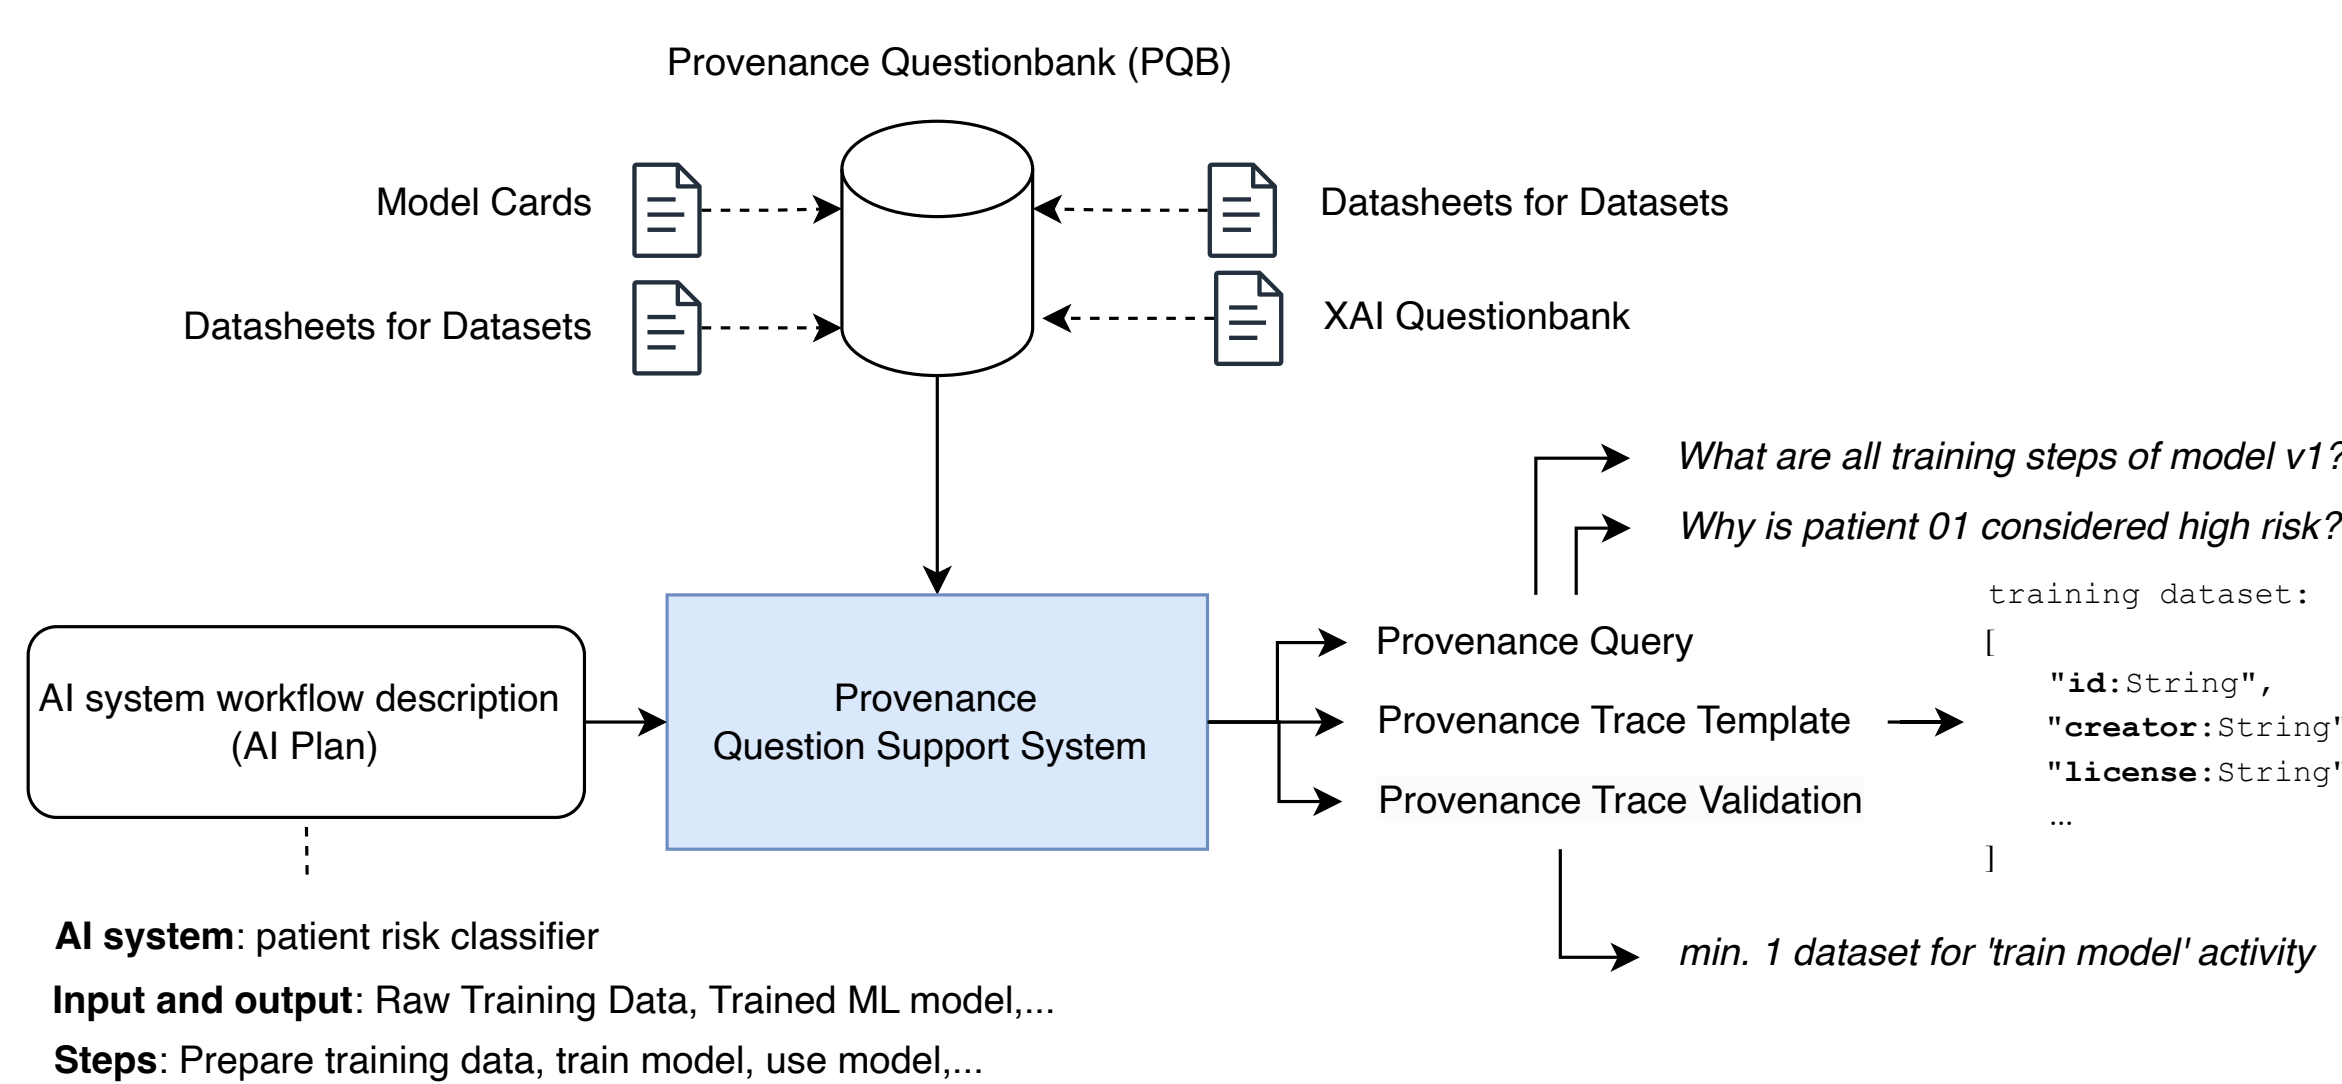 Provenance Questionbank (PQB)
Model Cards
Datasheets for Datasets
Datasheets for Datasets
XAI Questionbank
What are all training steps of model v1?
Why is patient 01 considered high risk?
AI system workflow description
(AI Plan)
Provenance
Question Support System
Provenance Query
Provenance Trace Template
Provenance Trace Validation
training dataset:
[
"id:String",
"creator:String"
"license:String"
...
]
min. 1 dataset for 'train model' activity
AI system: patient risk classifier
Input and output: Raw Training Data, Trained ML model,...
Steps: Prepare training data, train model, use model,...